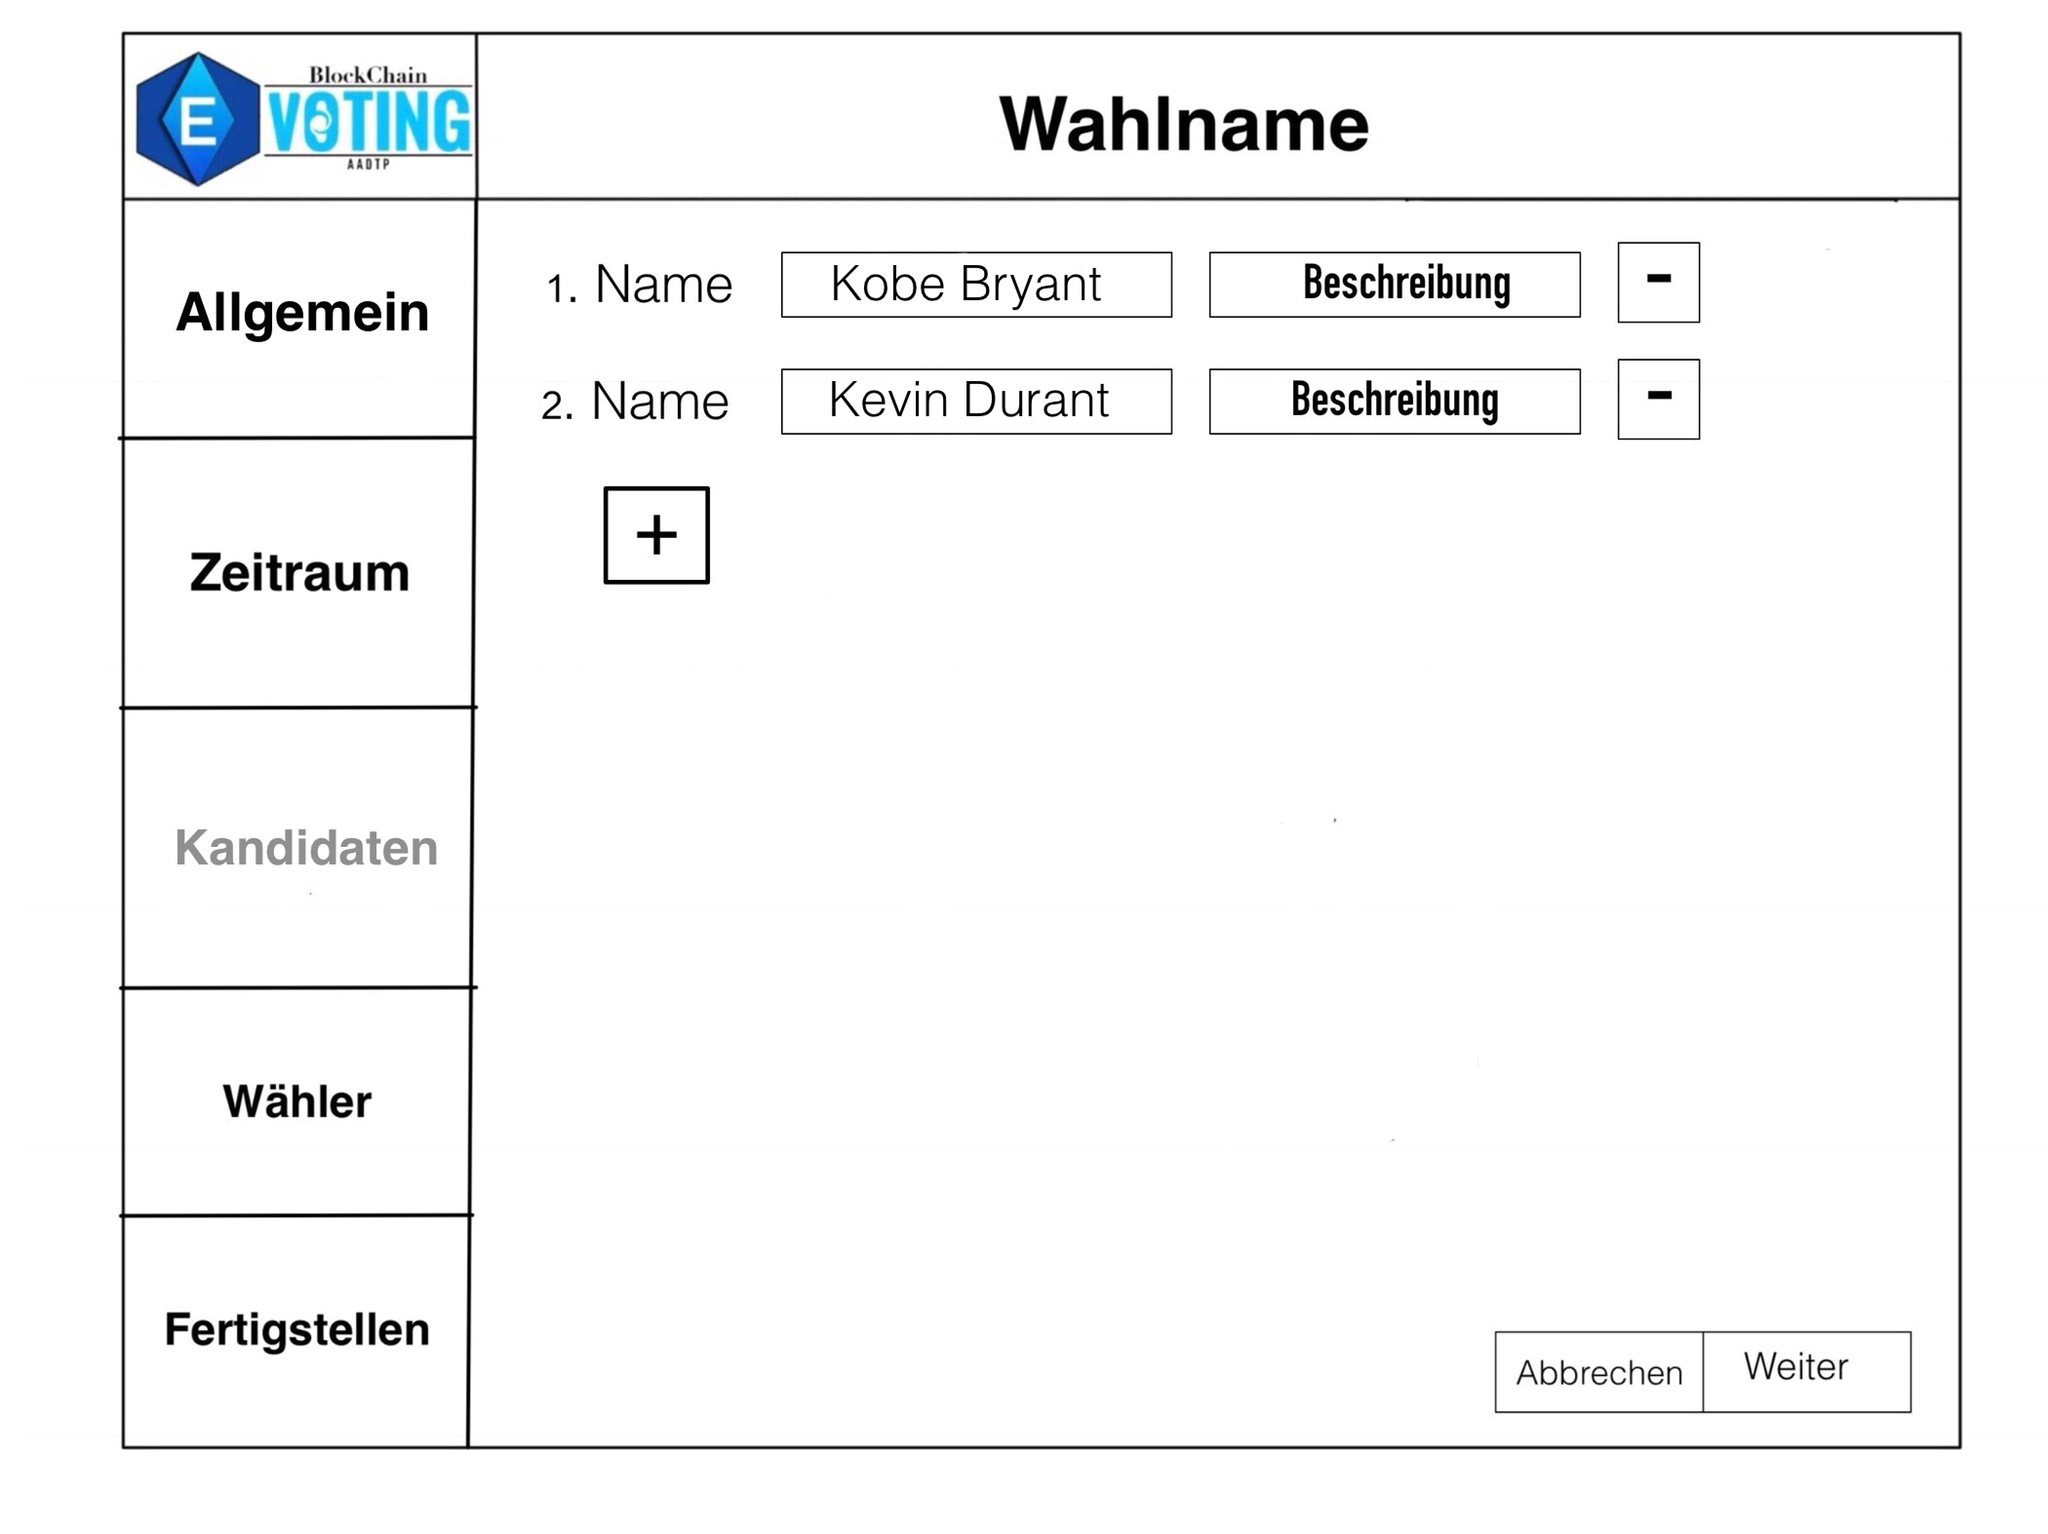 BlockChain
E VOTING
AADTP
Wahlname
Allgemein
Zeitraum
Kandidaten
Wähler
Fertigstellen
1. Name Kobe Bryant Beschreibung -
2. Name Kevin Durant Beschreibung -
+
Abbrechen Weiter